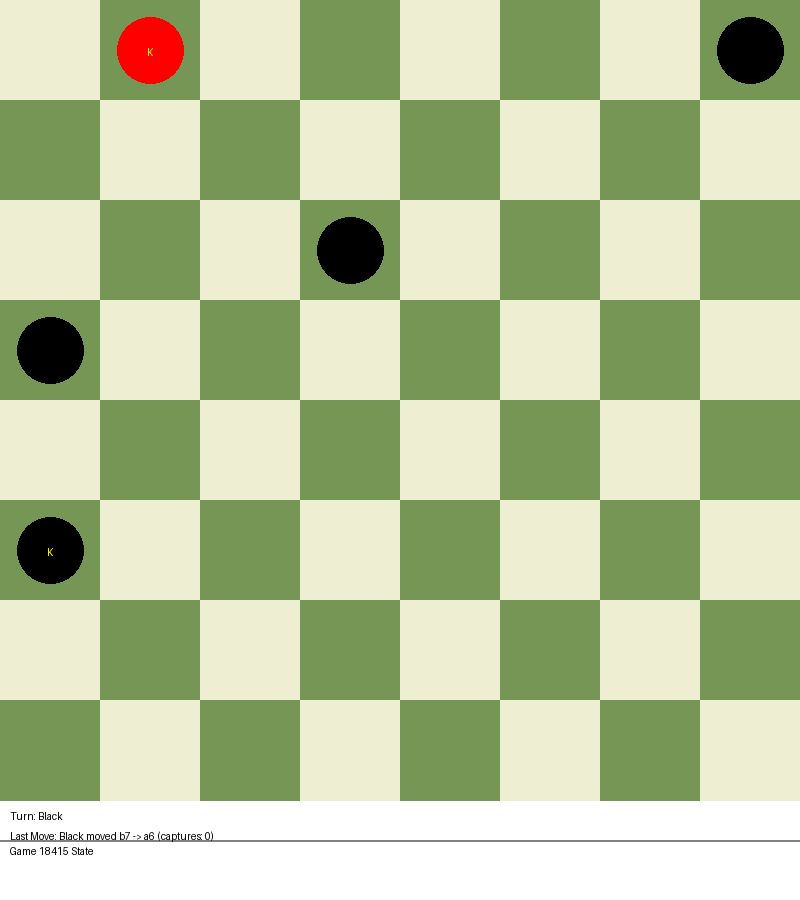 K
K
Turn: Black
Last Move: Black moved b7 -> a6 (captures: 0)
Game 18415 State